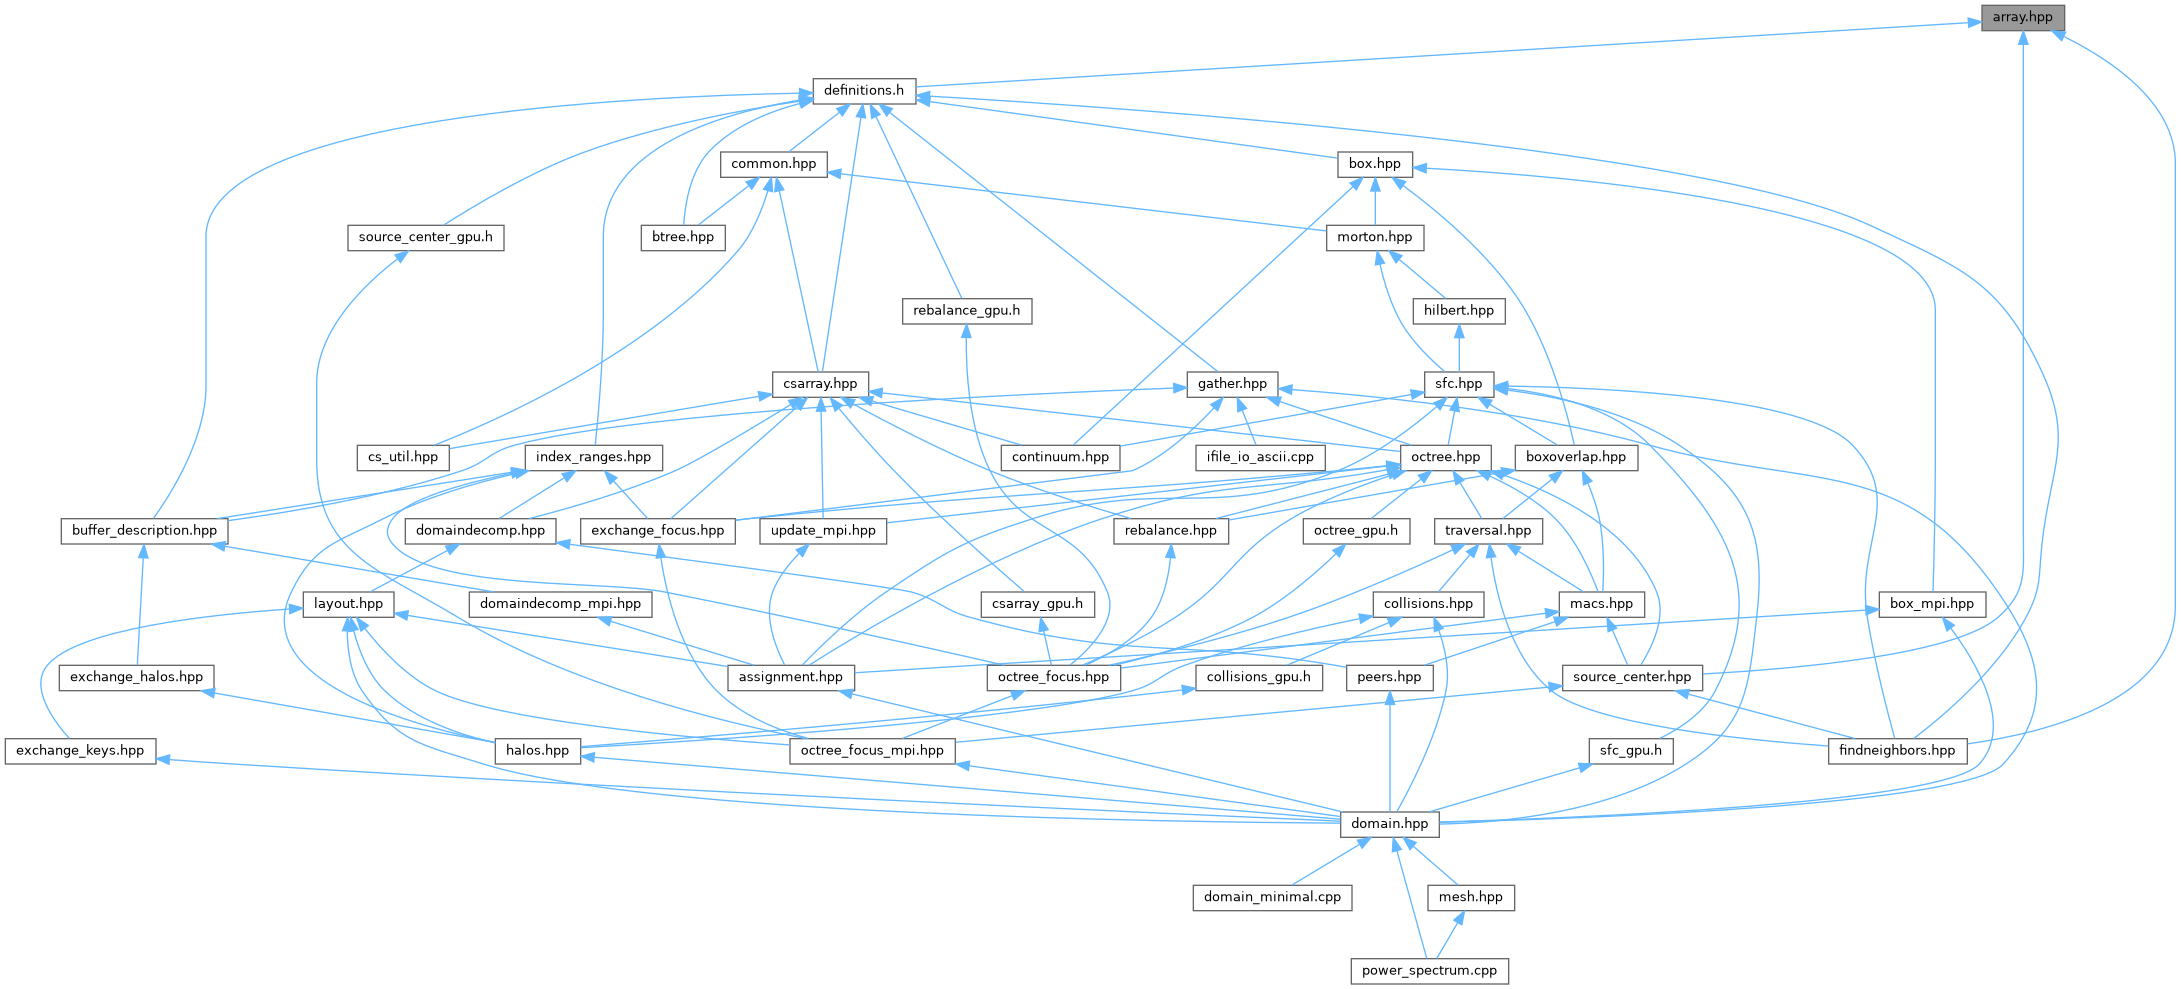 array.hpp
definitions.h
common.hpp
box.hpp
source_center_gpu.h
btree.hpp
morton.hpp
rebalance_gpu.h
hilbert.hpp
csarray.hpp
gather.hpp
sfc.hpp
cs_util.hpp
index_ranges.hpp
continuum.hpp
ifile_io_ascii.cpp
octree.hpp
boxoverlap.hpp
buffer_description.hpp
domaindecomp.hpp
exchange_focus.hpp
update_mpi.hpp
rebalance.hpp
octree_gpu.h
traversal.hpp
layout.hpp
domaindecomp_mpi.hpp
csarray_gpu.h
collisions.hpp
macs.hpp
box_mpi.hpp
exchange_halos.hpp
assignment.hpp
octree_focus.hpp
collisions_gpu.h
peers.hpp
source_center.hpp
exchange_keys.hpp
halos.hpp
octree_focus_mpi.hpp
sfc_gpu.h
findneighbors.hpp
domain.hpp
domain_minimal.cpp
mesh.hpp
power_spectrum.cpp